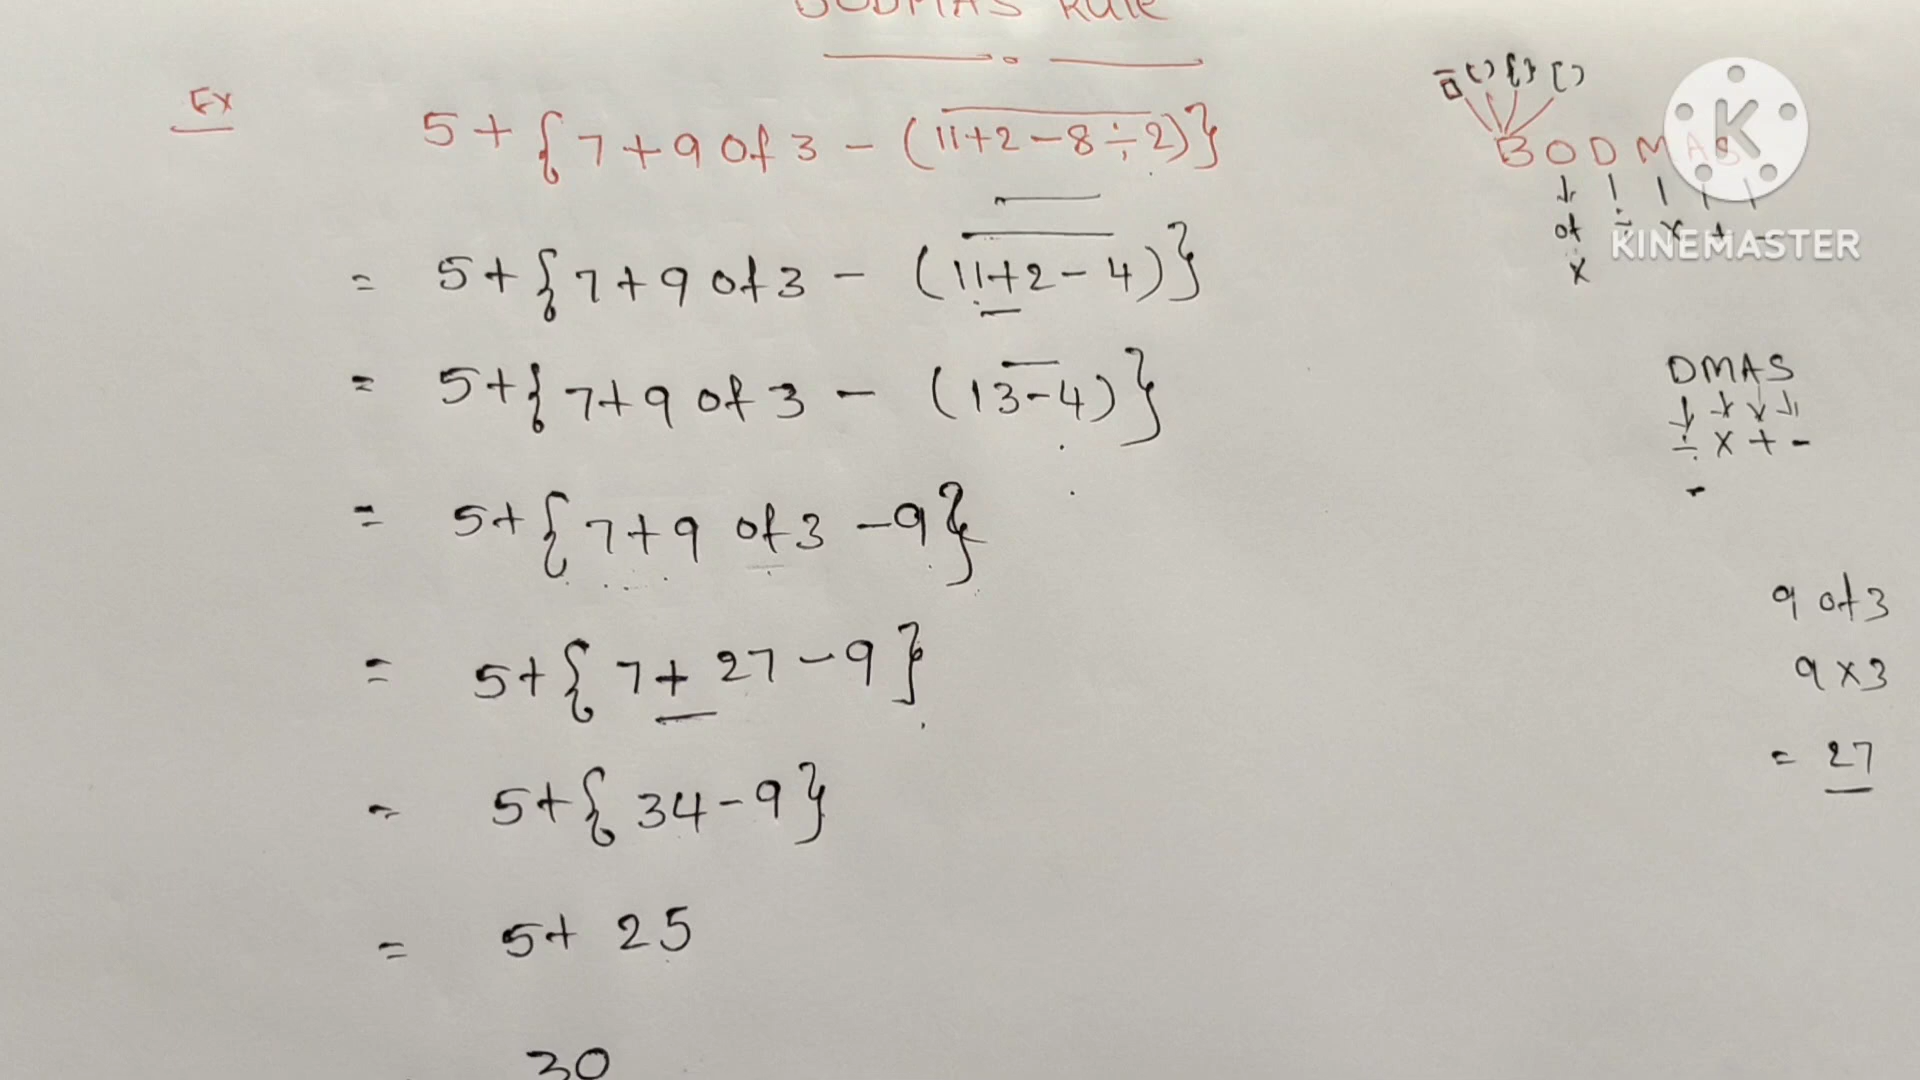 BODMAS Rule
Ex
5+{7+9 of 3-(11+2-8÷2)}
= 5+{7+9 of 3-(11+2-4)}
= 5+{7+9 of 3-(13-4)}
= 5+{7+9 of 3-9}
= 5+{7+27-9}
= 5+{34-9}
= 5+25
30
() {} []
BODMAS
of ÷ x + -
x
KINEMASTER
DMAS
÷ x + -
9 of 3
9 x 3
= 27